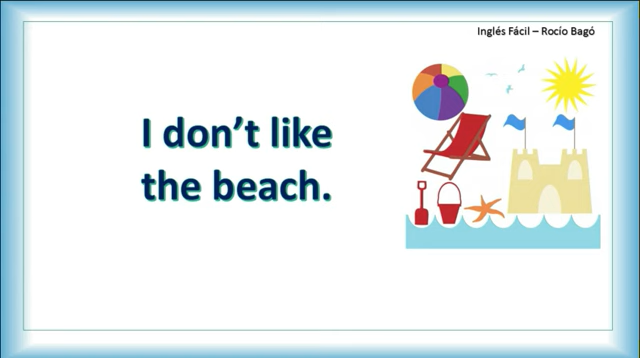 Inglés Fácil – Rocío Bagó
I don’t like
the beach.